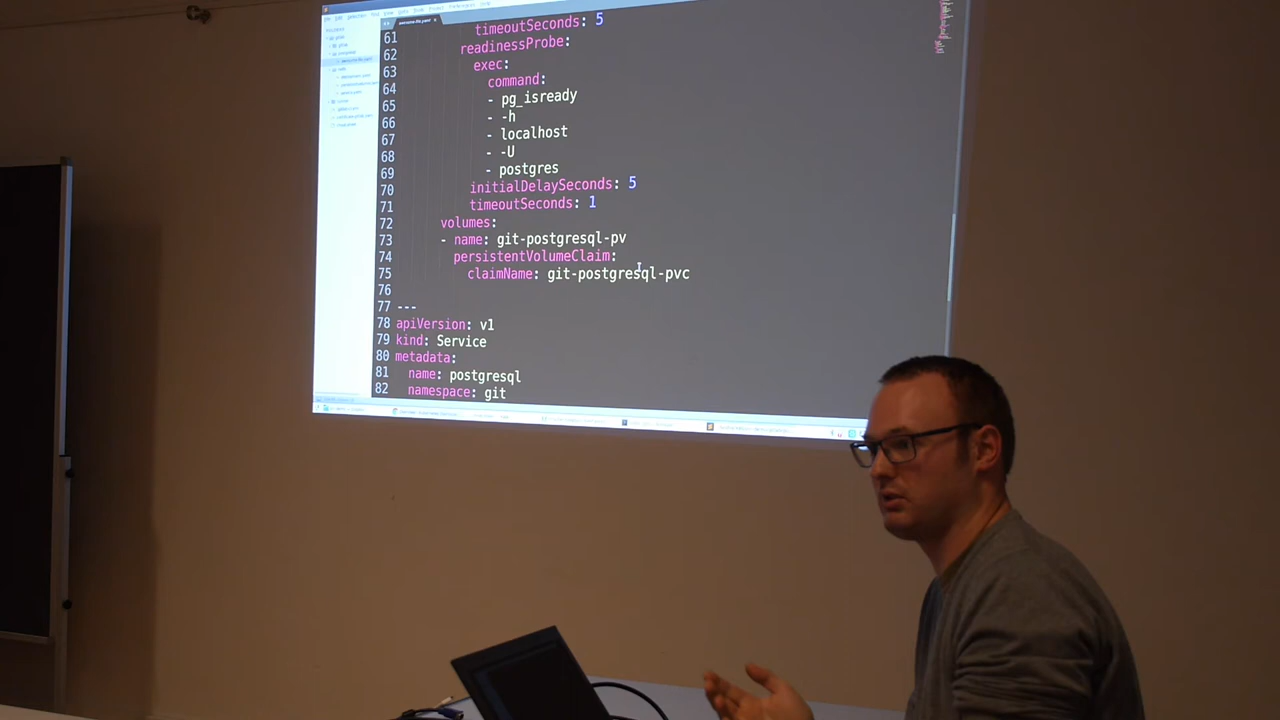 61 timeoutSeconds: 5
62 readinessProbe:
63 exec:
64 command:
65 - pg_isready
66 - -h
67 - localhost
68 - -U
69 - postgres
70 initialDelaySeconds: 5
71 timeoutSeconds: 1
72 volumes:
73 - name: git-postgresql-pv
74 persistentVolumeClaim:
75 claimName: git-postgresql-pvc
76
77 ---
78 apiVersion: v1
79 kind: Service
80 metadata:
81 name: postgresql
82 namespace: git